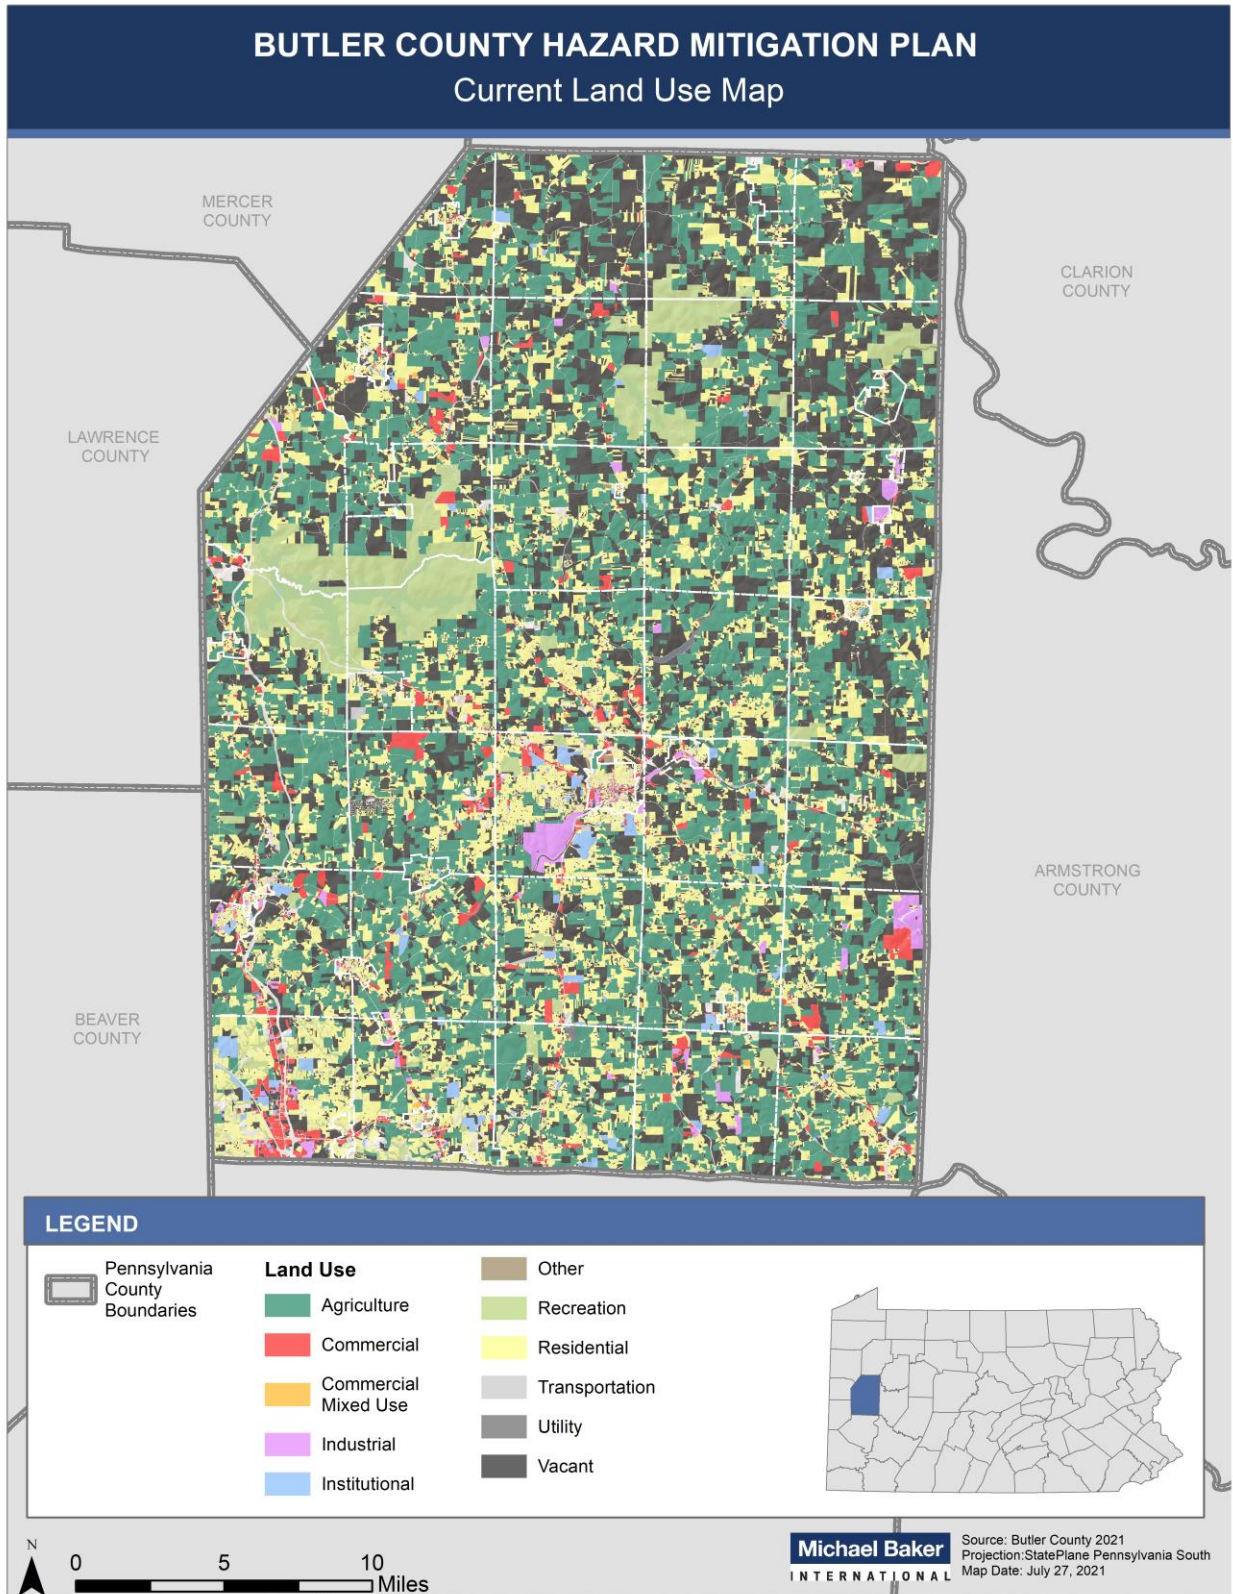 BUTLER COUNTY HAZARD MITIGATION PLAN
Current Land Use Map
MERCER
COUNTY
CLARION
COUNTY
LAWRENCE
COUNTY
ARMSTRONG
COUNTY
BEAVER
COUNTY
LEGEND
Pennsylvania
County
Boundaries
Land Use
Agriculture
Commercial
Commercial
Mixed Use
Industrial
Institutional
Other
Recreation
Residential
Transportation
Utility
Vacant
N
0 5 10
Miles
Michael Baker
INTERNATIONAL
Source: Butler County 2021
Projection:StatePlane Pennsylvania South
Map Date: July 27, 2021